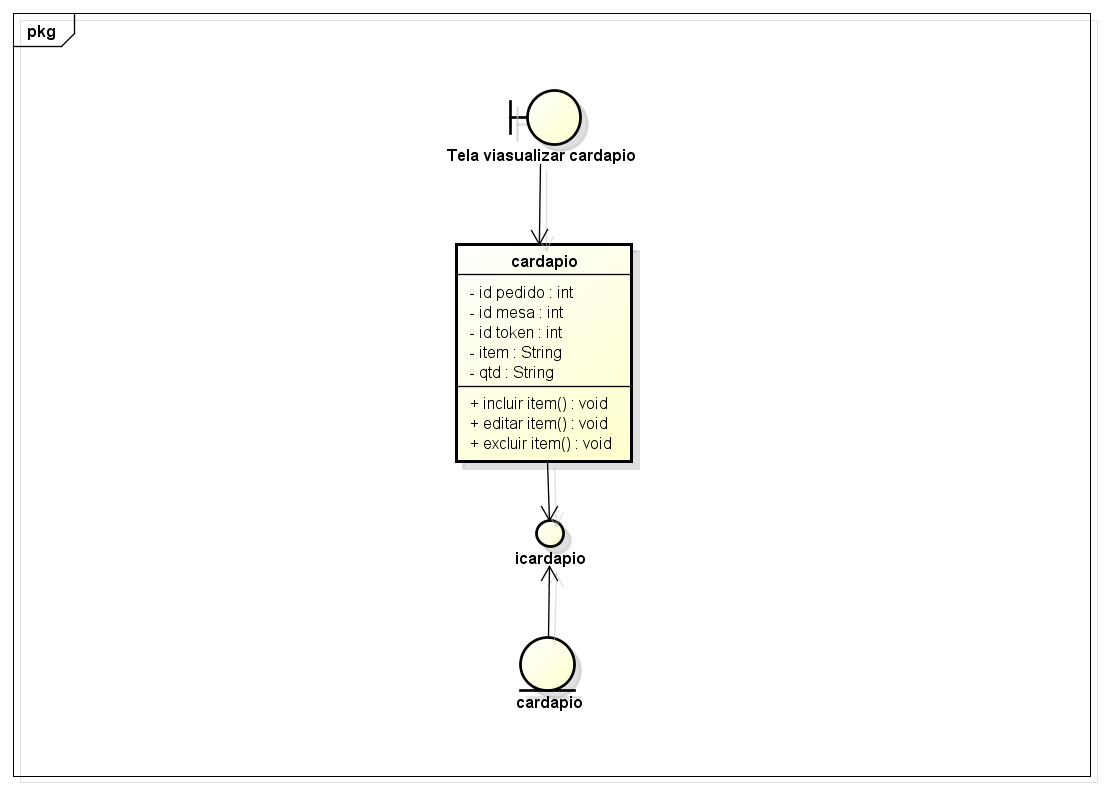 pkg
Tela viasualizar cardapio
cardapio
- id pedido : int
- id mesa : int
- id token : int
- item : String
- qtd : String
+ incluir item() : void
+ editar item() : void
+ excluir item() : void
icardapio
cardapio